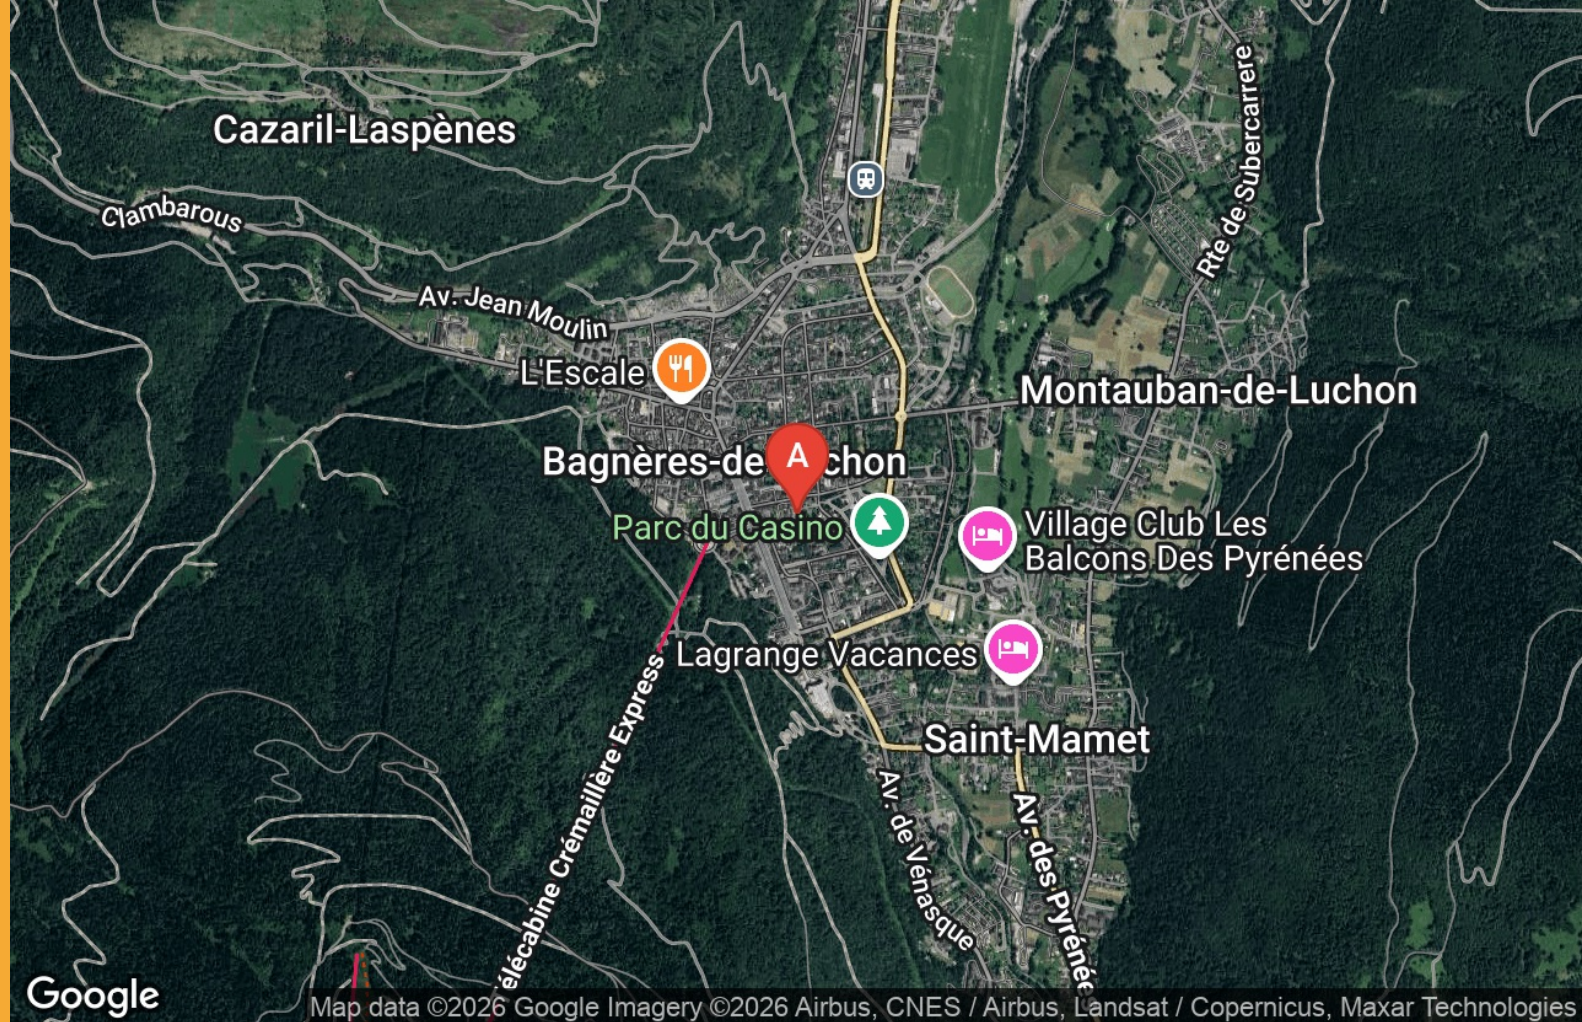 Cazaril-Laspènes
Clambarous
Rte de Subercarrere
Av. Jean Moulin
L'Escale
Montauban-de-Luchon
A
Bagnères-de- chon
Parc du Casino
Village Club Les
Balcons Des Pyrénées
Lagrange Vacances
Télécabine Crémaillère Express
Saint-Mamet
Av. de Vénasque
Av. des Pyrénées
Google
Map data ©2026 Google Imagery ©2026 Airbus, CNES / Airbus, Landsat / Copernicus, Maxar Technologies